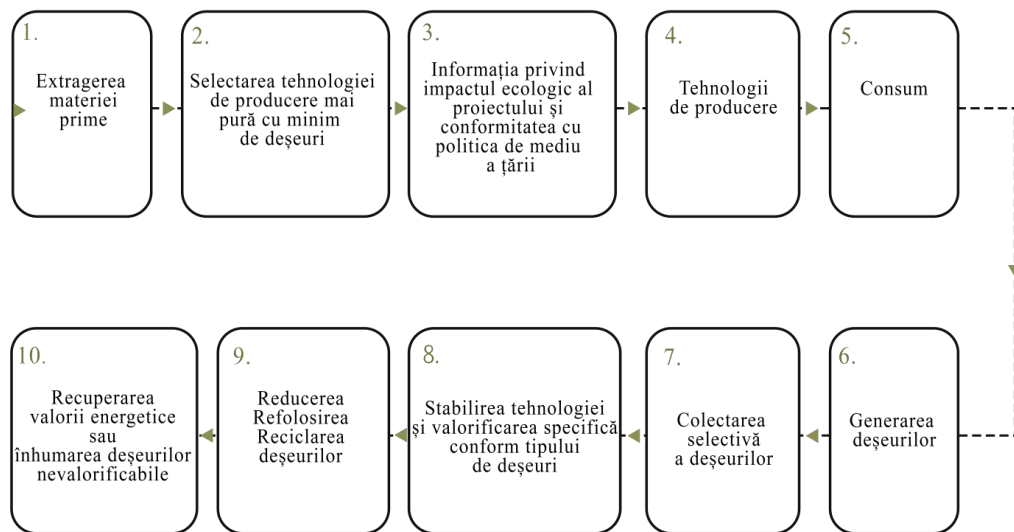 1.
Extragerea
materiei
prime
2.
Selectarea tehnologiei
de producere mai
pură cu minim
de deșeuri
3.
Informația privind
impactul ecologic al
proiectului și
conformitatea cu
politica de mediu
a țării
4.
Tehnologii
de producere
5.
Consum
6.
Generarea
deșeurilor
7.
Colectarea
selectivă
a deșeurilor
8.
Stabilirea tehnologiei
și valorificarea specifică
conform tipului
de deșeuri
9.
Reducerea
Refolosirea
Reciclarea
deșeurilor
10.
Recuperarea
valorii energetice
sau
înhumarea deșeurilor
nevalorificabile